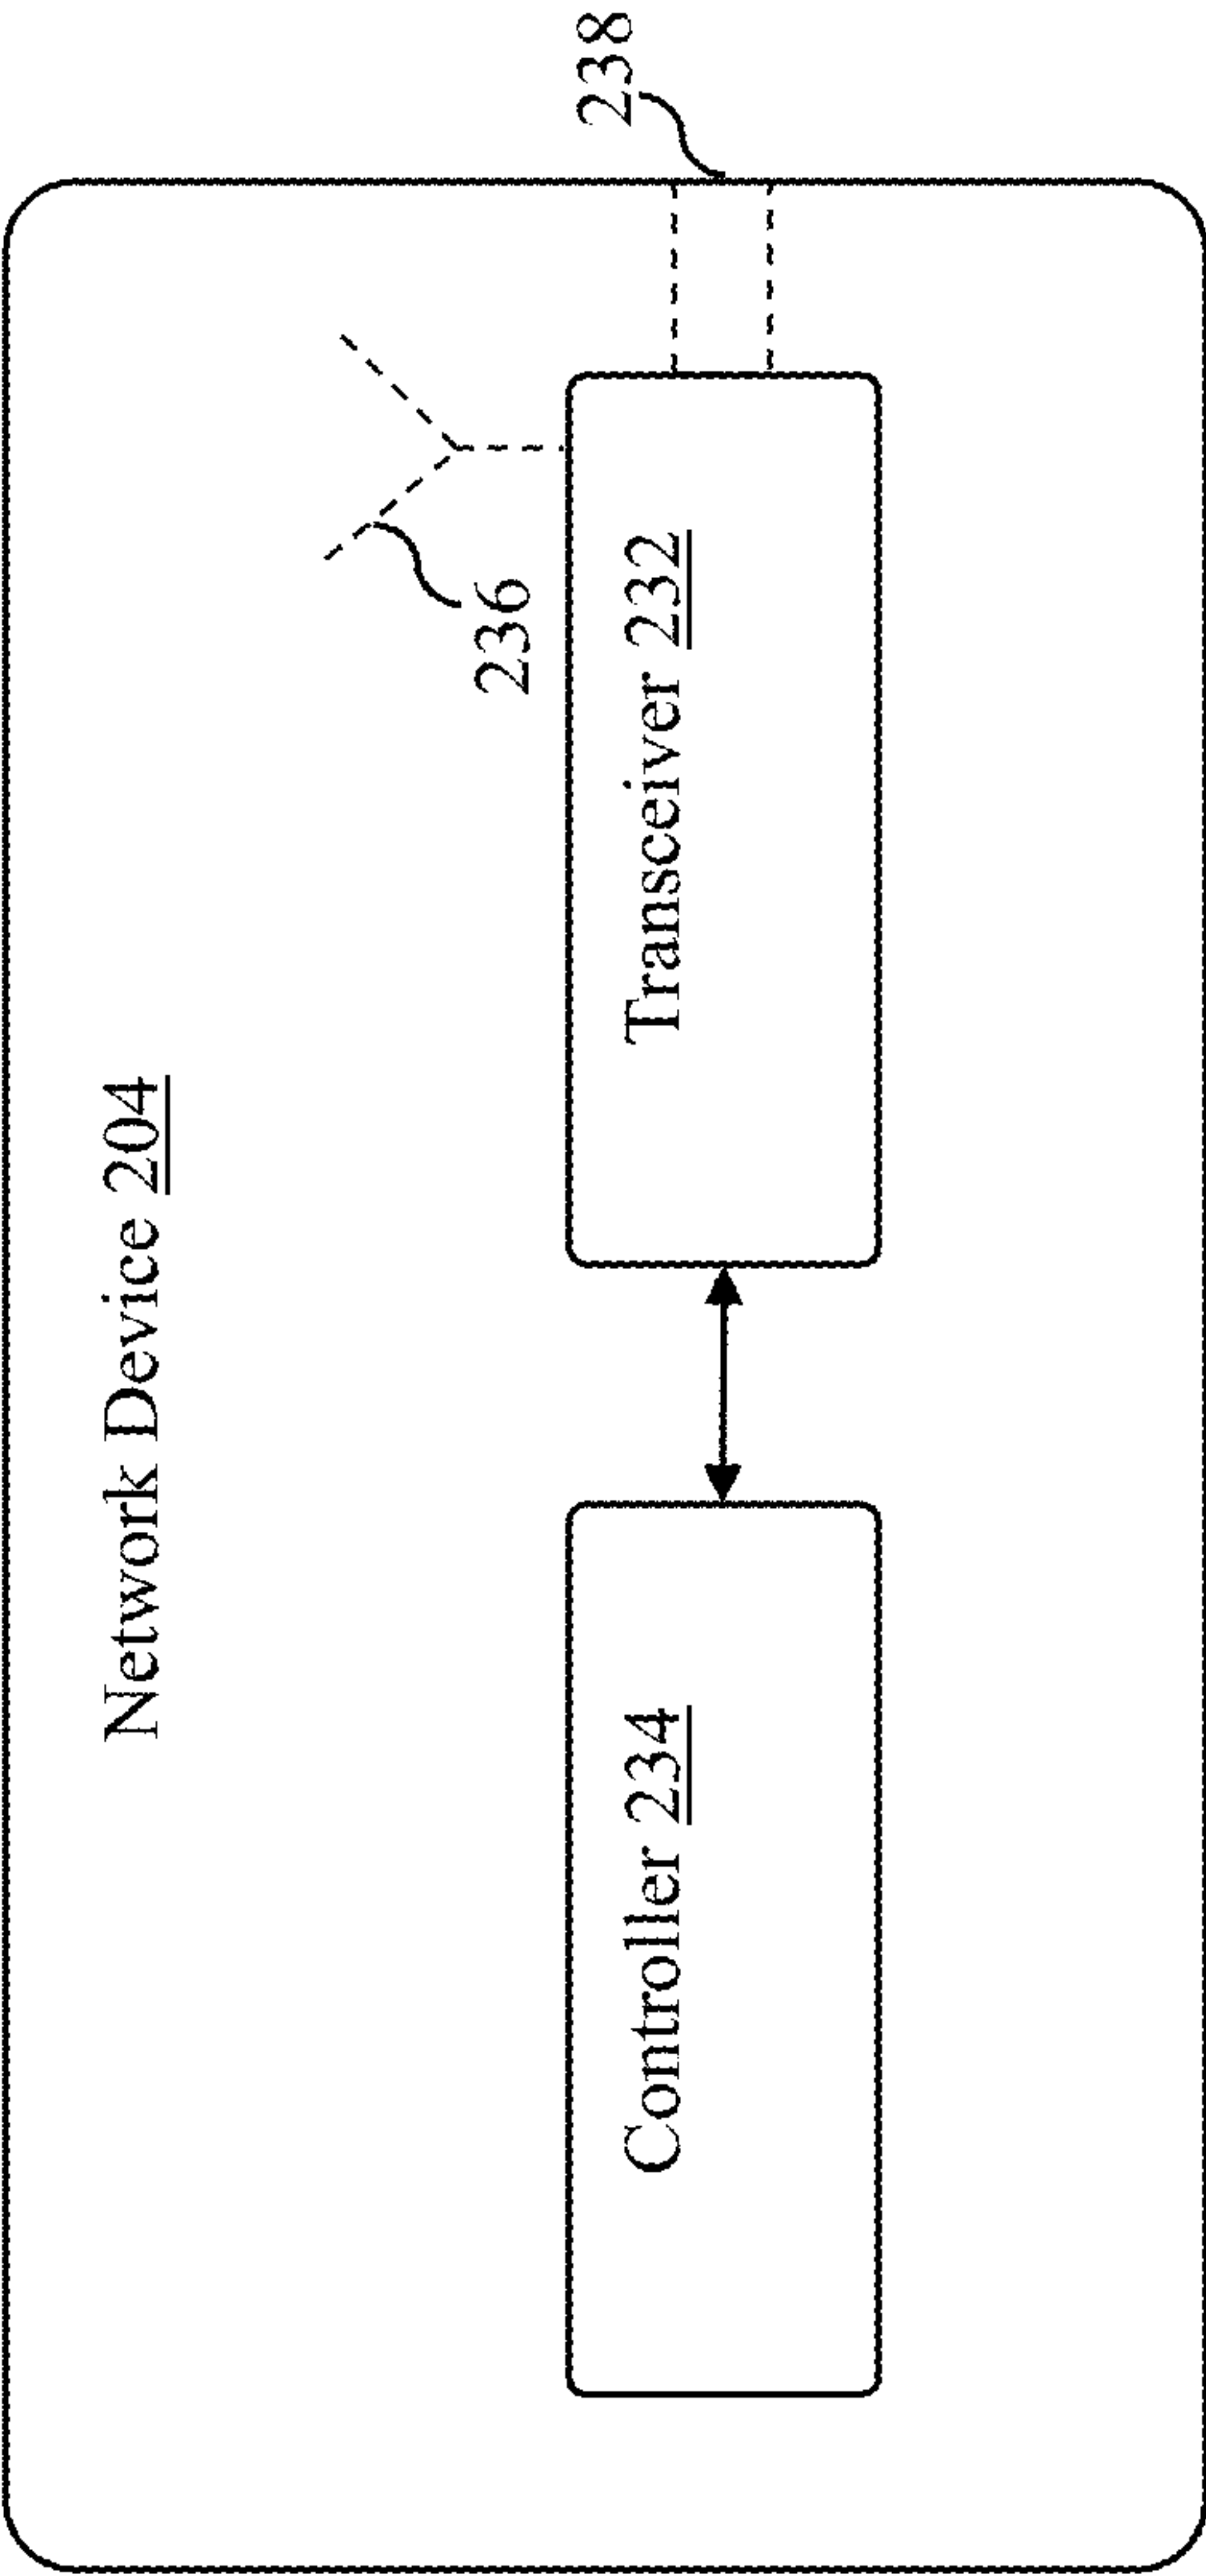 Network Device 204
236
238
Controller 234
Transceiver 232